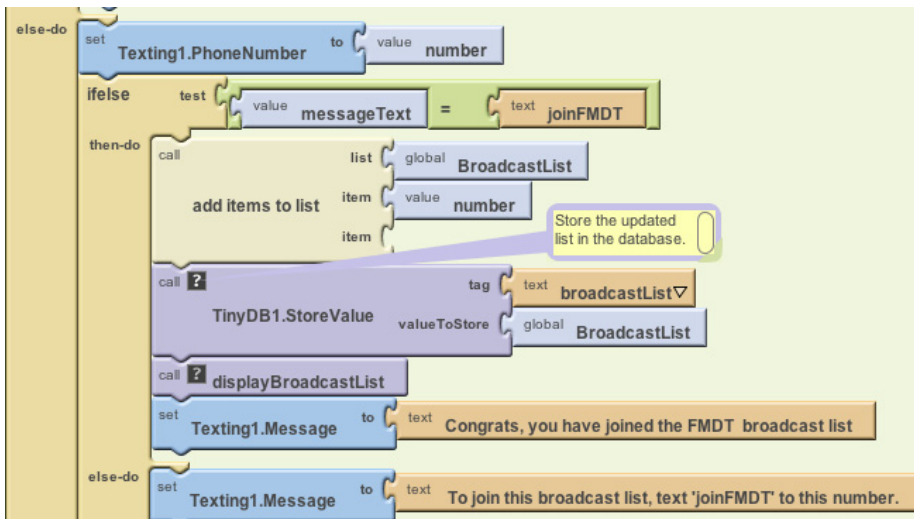 else-do
set Texting1.PhoneNumber to value number
ifelse test value messageText = text joinFMDT
then-do
call add items to list list global BroadcastList
item value number
item
Store the updated
list in the database.
call ? TinyDB1.StoreValue tag text broadcastList
valueToStore global BroadcastList
call ? displayBroadcastList
set Texting1.Message to text Congrats, you have joined the FMDT broadcast list
else-do
set Texting1.Message to text To join this broadcast list, text 'joinFMDT' to this number.